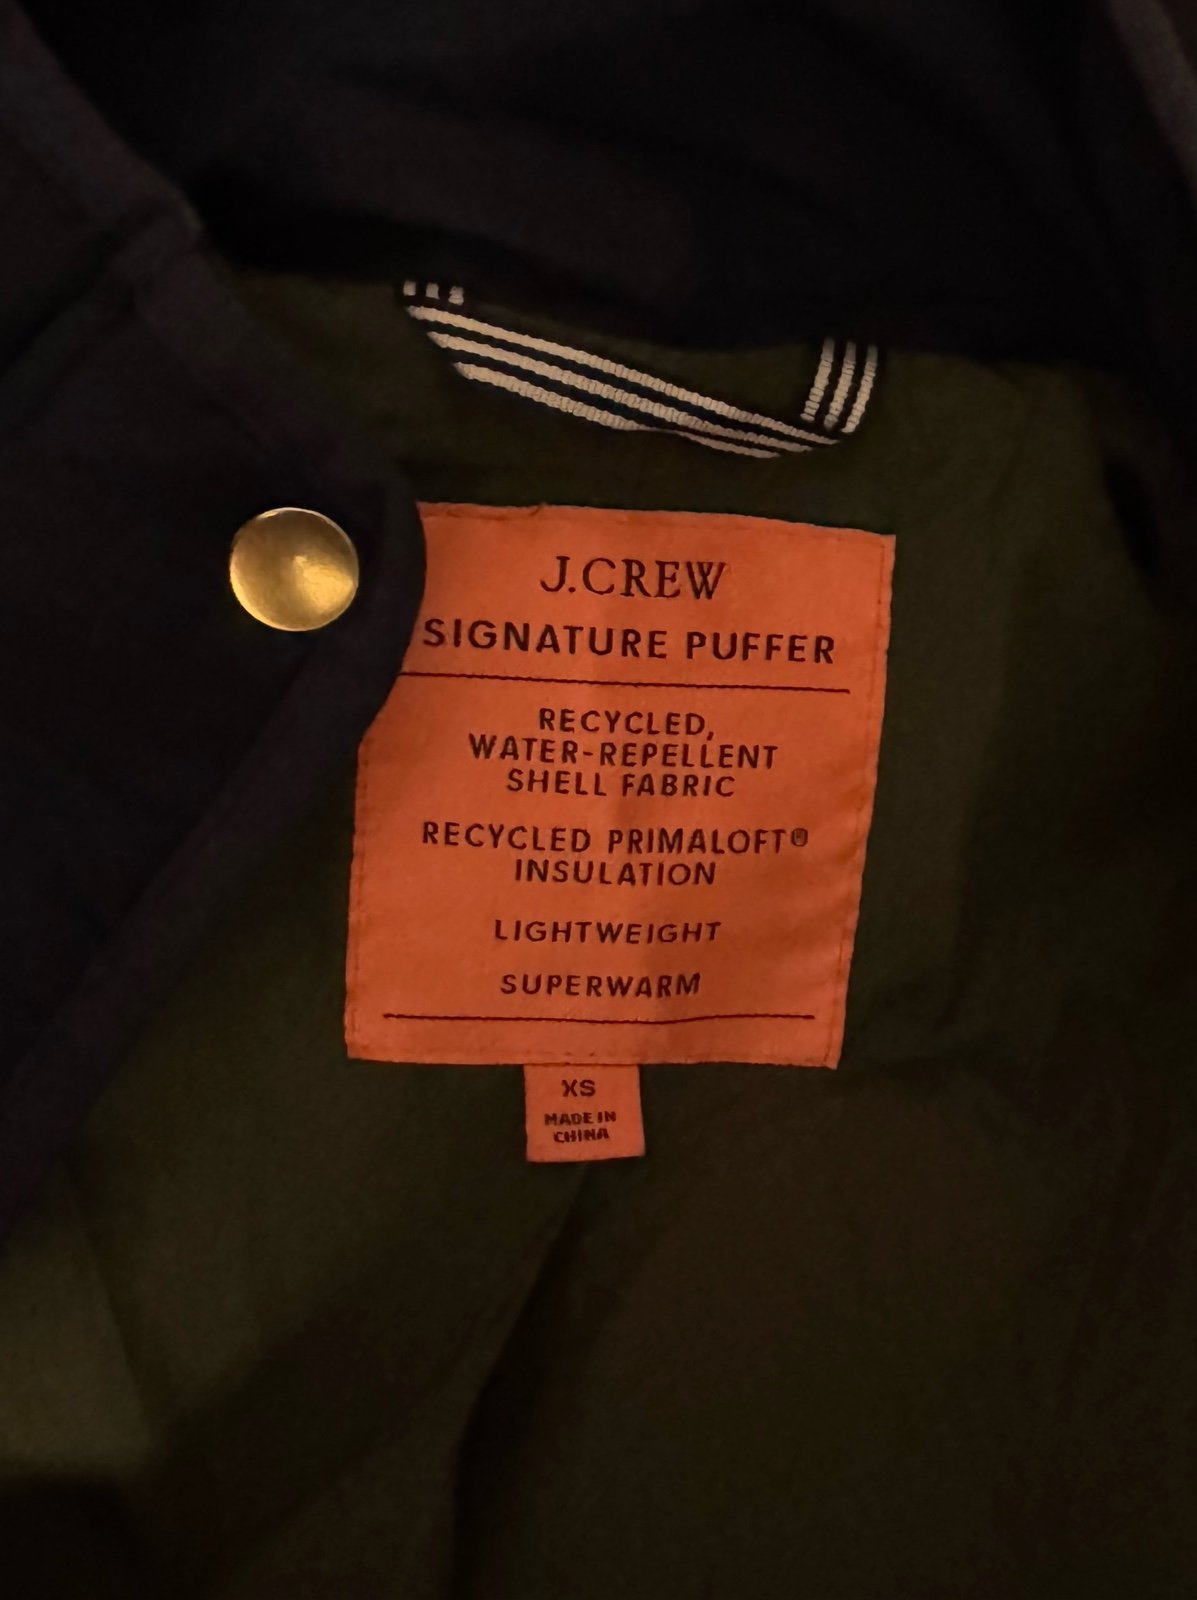 J.CREW
SIGNATURE PUFFER
RECYCLED,
WATER-REPELLENT
SHELL FABRIC
RECYCLED PRIMALOFT®
INSULATION
LIGHTWEIGHT
SUPERWARM
XS
MADE IN
CHINA